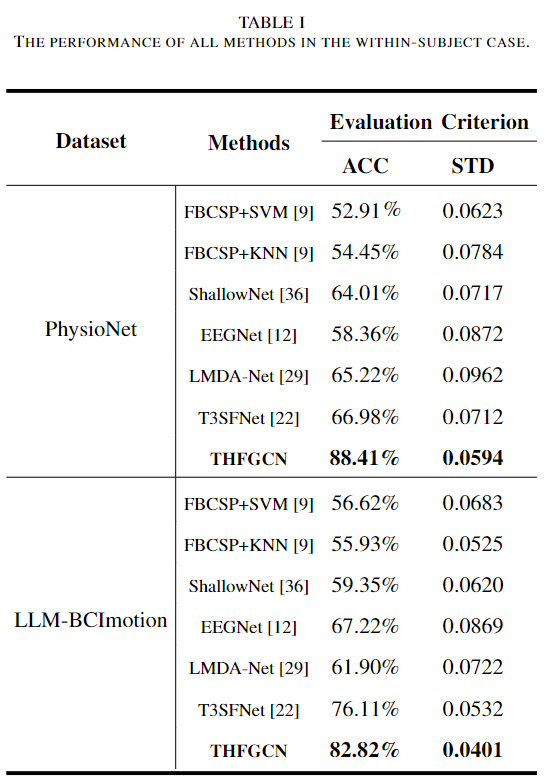 TABLE I
THE PERFORMANCE OF ALL METHODS IN THE WITHIN-SUBJECT CASE.
Dataset Methods Evaluation Criterion
ACC STD
PhysioNet
FBCSP+SVM [9] 52.91% 0.0623
FBCSP+KNN [9] 54.45% 0.0784
ShallowNet [36] 64.01% 0.0717
EEGNet [12] 58.36% 0.0872
LMDA-Net [29] 65.22% 0.0962
T3SFNet [22] 66.98% 0.0712
THFGCN 88.41% 0.0594
LLM-BCImotion
FBCSP+SVM [9] 56.62% 0.0683
FBCSP+KNN [9] 55.93% 0.0525
ShallowNet [36] 59.35% 0.0620
EEGNet [12] 67.22% 0.0869
LMDA-Net [29] 61.90% 0.0722
T3SFNet [22] 76.11% 0.0532
THFGCN 82.82% 0.0401